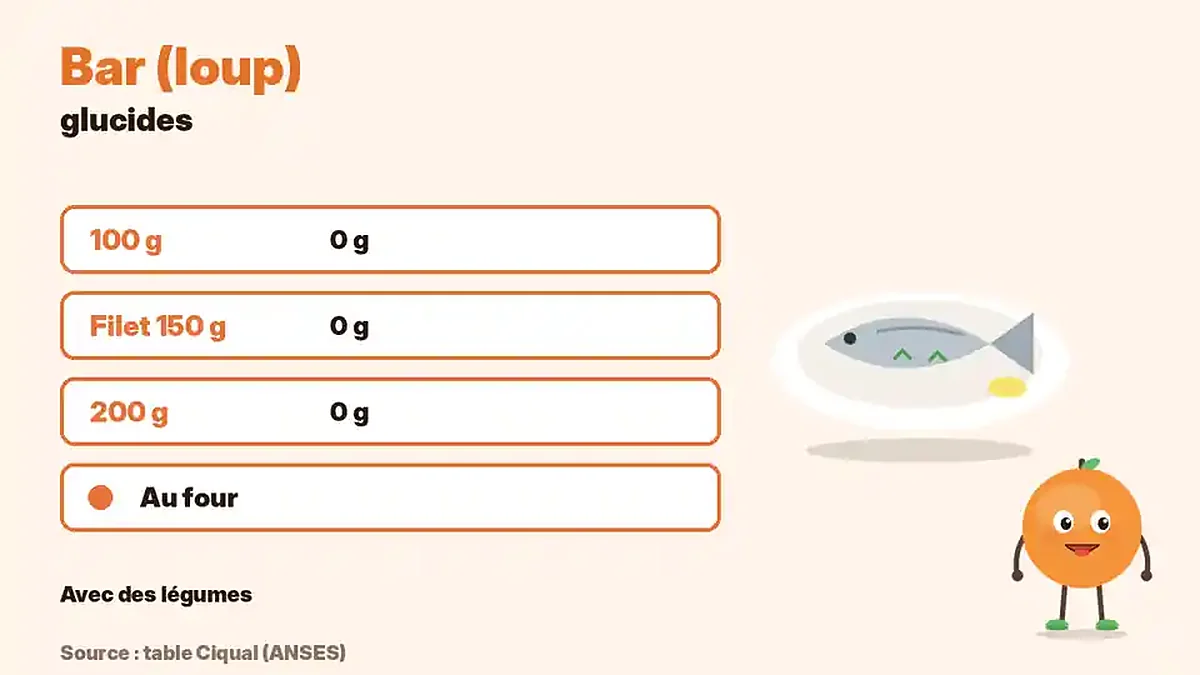 Bar (loup)
glucides
100 g 0 g
Filet 150 g 0 g
200 g 0 g
Au four
Avec des légumes
Source : table Ciqual (ANSES)